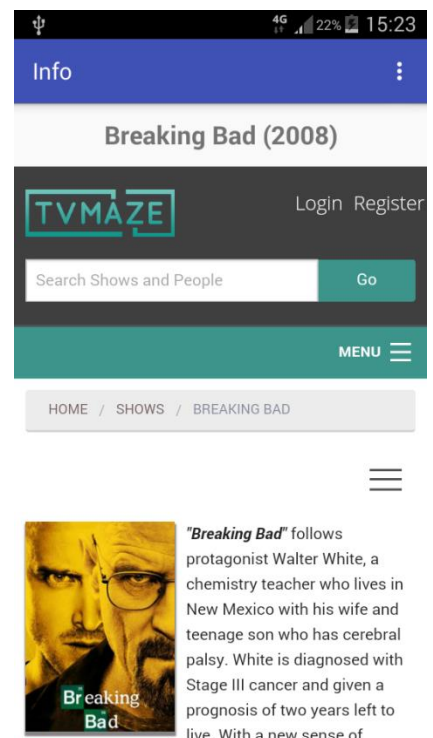 4G 22% 15:23
Info
Breaking Bad (2008)
TVMAZE
Login Register
Search Shows and People Go
MENU
HOME / SHOWS / BREAKING BAD
"Breaking Bad" follows
protagonist Walter White, a
chemistry teacher who lives in
New Mexico with his wife and
teenage son who has cerebral
palsy. White is diagnosed with
Stage III cancer and given a
prognosis of two years left to
live. With a new sense of
Breaking
Bad